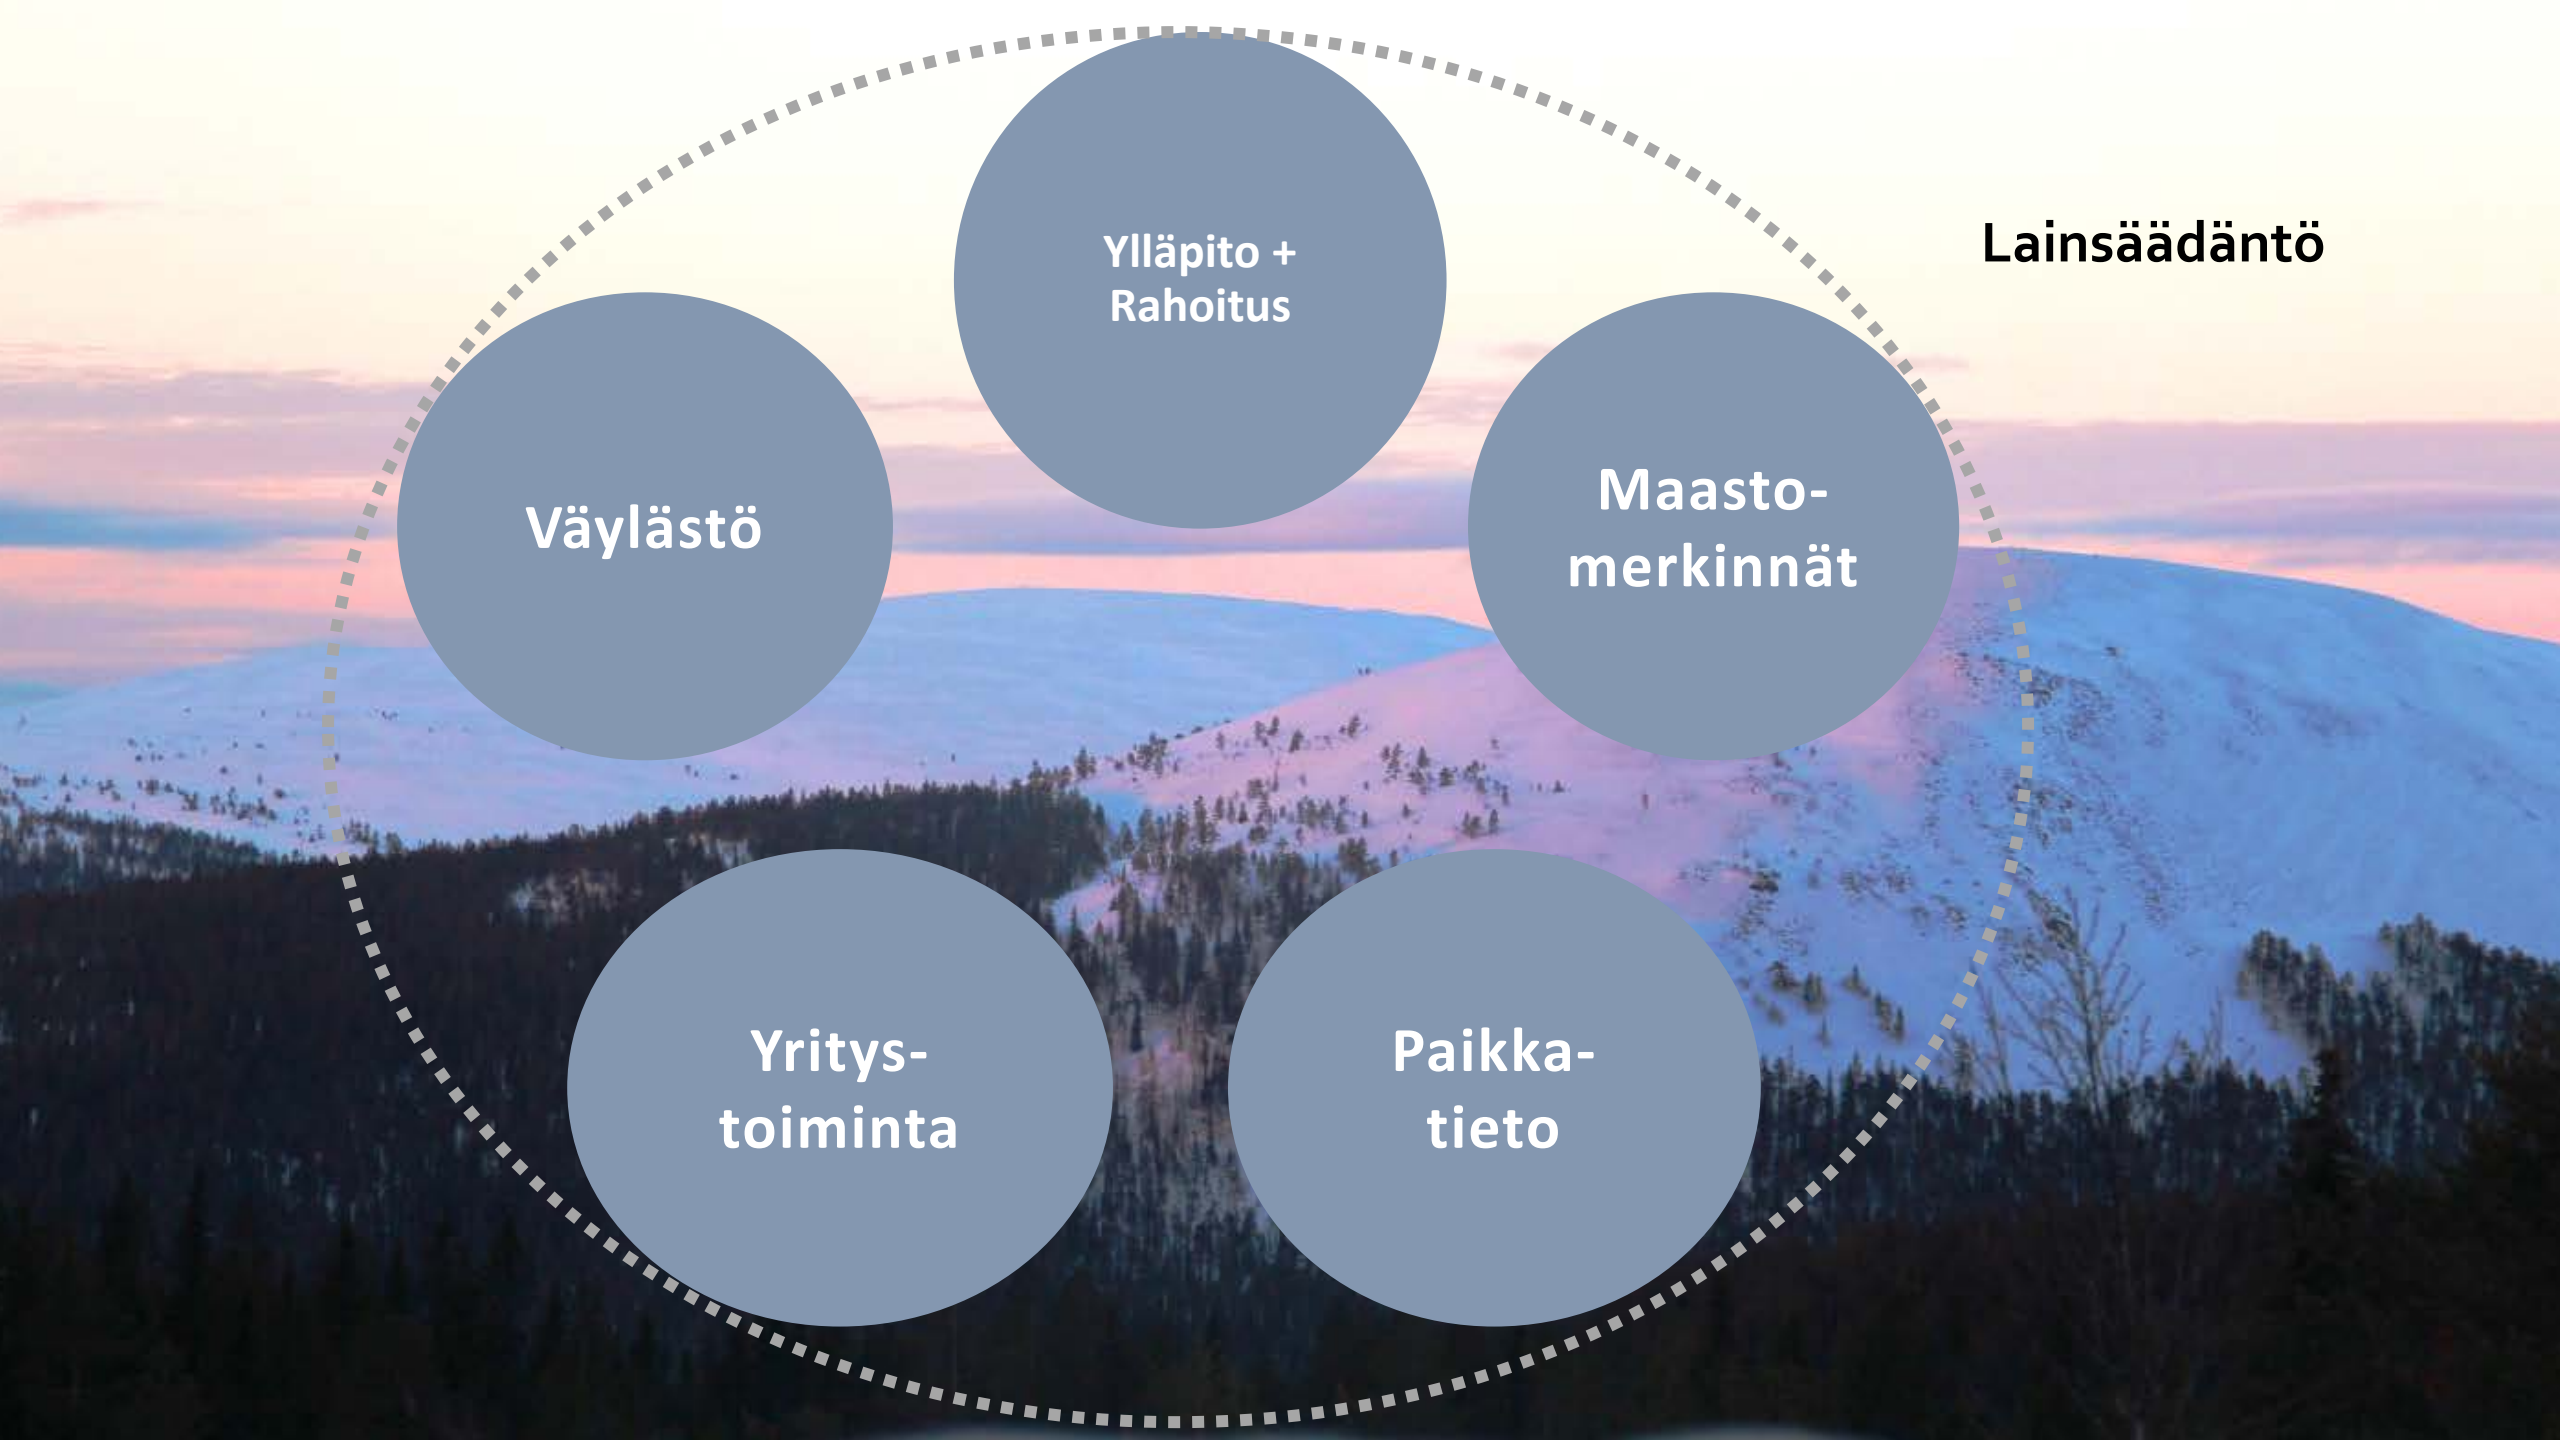 Ylläpito +
Rahoitus
Lainsäädäntö
Väylästö
Maasto-
merkinnät
Yritys-
toiminta
Paikka-
tieto